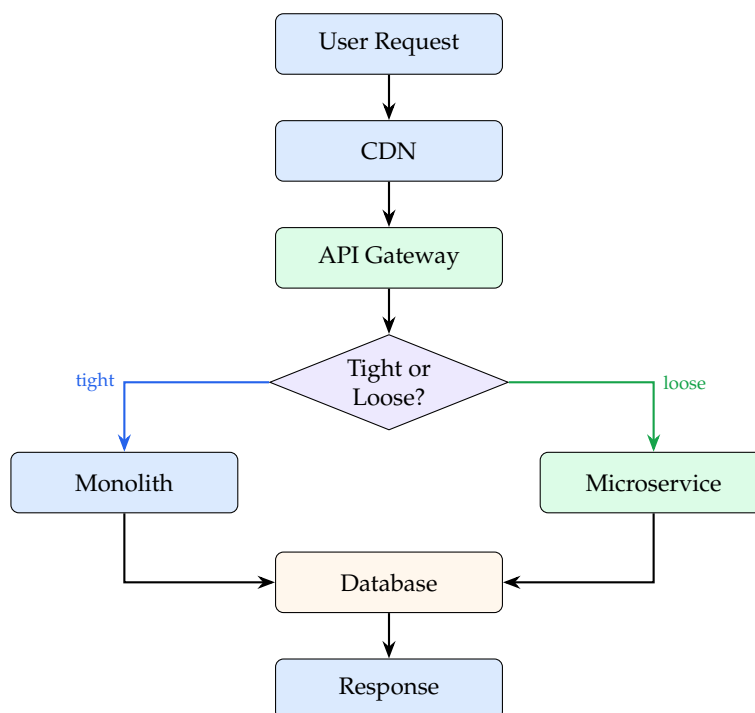 User Request
CDN
API Gateway
Tight or
Loose?
tight
loose
Monolith
Microservice
Database
Response